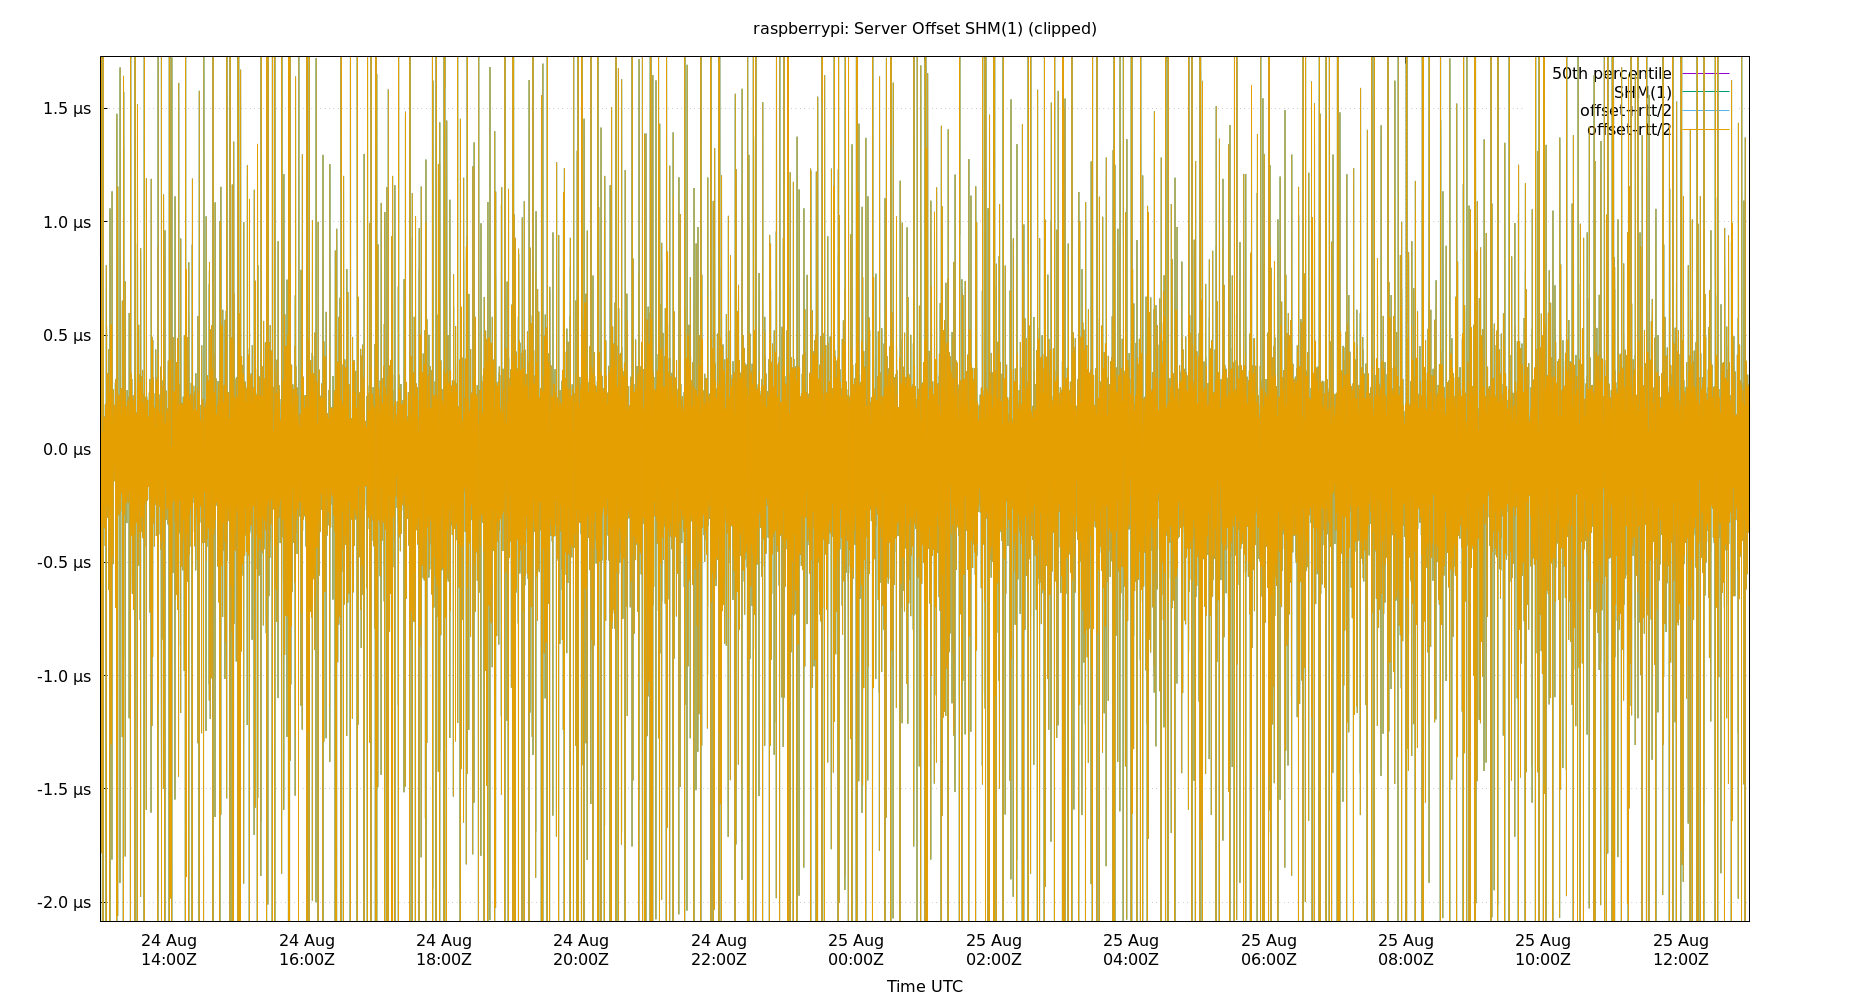 raspberrypi: Server Offset SHM(1) (clipped)
50th percentile
SHM(1)
offset+rtt/2
offset-rtt/2
1.5 µs
1.0 µs
0.5 µs
0.0 µs
-0.5 µs
-1.0 µs
-1.5 µs
-2.0 µs
24 Aug 24 Aug 24 Aug 24 Aug 24 Aug 25 Aug 25 Aug 25 Aug 25 Aug 25 Aug 25 Aug 25 Aug
14:00Z 16:00Z 18:00Z 20:00Z 22:00Z 00:00Z 02:00Z 04:00Z 06:00Z 08:00Z 10:00Z 12:00Z
Time UTC